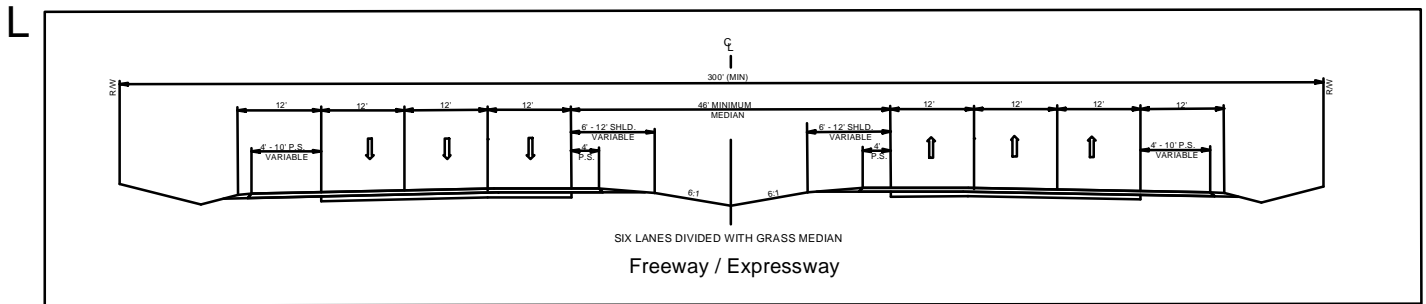 L
C
L
300' (MIN)
R/W
R/W
12'
12'
12'
12'
46' MINIMUM
MEDIAN
12'
12'
12'
12'
6' - 12' SHLD.
VARIABLE
6' - 12' SHLD.
VARIABLE
4' - 10' P.S.
VARIABLE
4'
P.S.
4'
P.S.
4' - 10' P.S.
VARIABLE
6:1
6:1
SIX LANES DIVIDED WITH GRASS MEDIAN
Freeway / Expressway